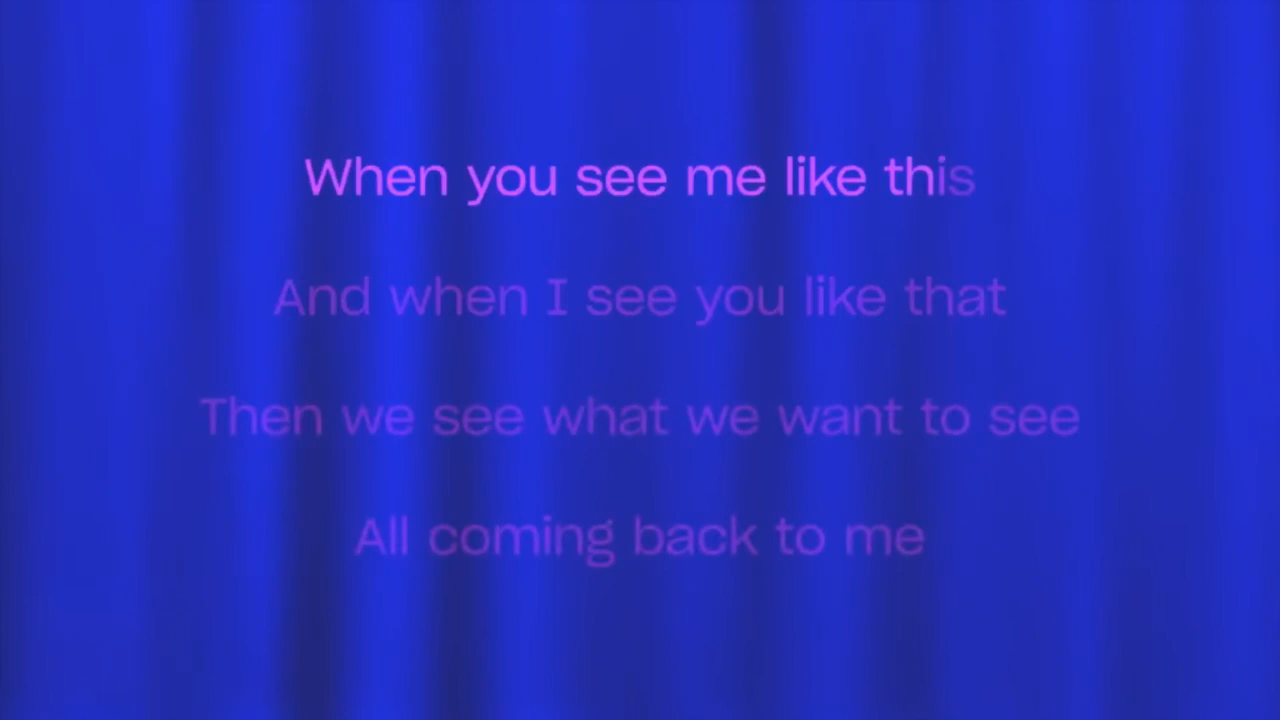 When you see me like this
And when I see you like that
Then we see what we want to see
All coming back to me